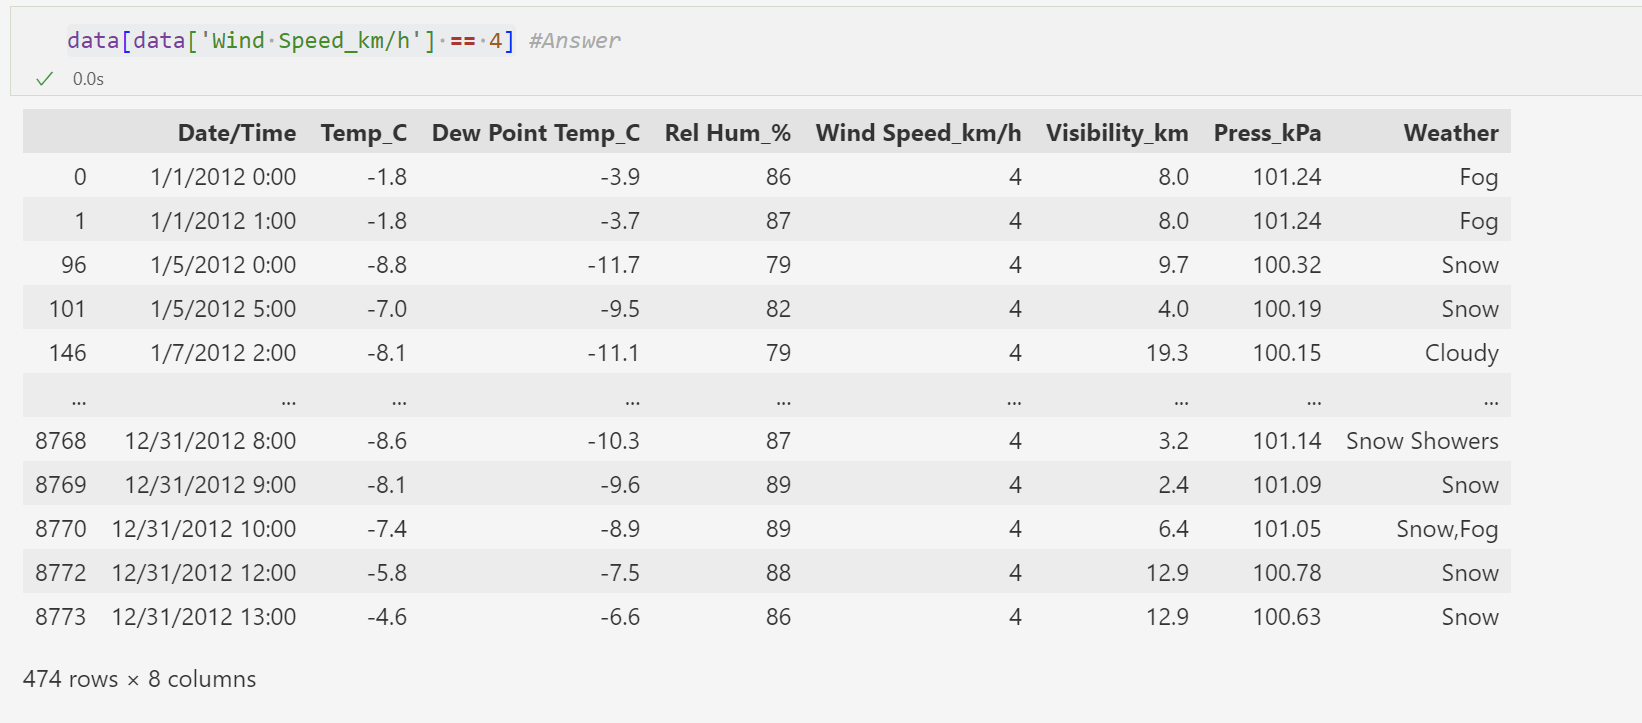 data[data['Wind Speed_km/h'] == 4] #Answer
0.0s
Date/Time Temp_C Dew Point Temp_C Rel Hum_% Wind Speed_km/h Visibility_km Press_kPa Weather
0 1/1/2012 0:00 -1.8 -3.9 86 4 8.0 101.24 Fog
1 1/1/2012 1:00 -1.8 -3.7 87 4 8.0 101.24 Fog
96 1/5/2012 0:00 -8.8 -11.7 79 4 9.7 100.32 Snow
101 1/5/2012 5:00 -7.0 -9.5 82 4 4.0 100.19 Snow
146 1/7/2012 2:00 -8.1 -11.1 79 4 19.3 100.15 Cloudy
... ... ... ... ... ... ... ... ...
8768 12/31/2012 8:00 -8.6 -10.3 87 4 3.2 101.14 Snow Showers
8769 12/31/2012 9:00 -8.1 -9.6 89 4 2.4 101.09 Snow
8770 12/31/2012 10:00 -7.4 -8.9 89 4 6.4 101.05 Snow,Fog
8772 12/31/2012 12:00 -5.8 -7.5 88 4 12.9 100.78 Snow
8773 12/31/2012 13:00 -4.6 -6.6 86 4 12.9 100.63 Snow
474 rows × 8 columns